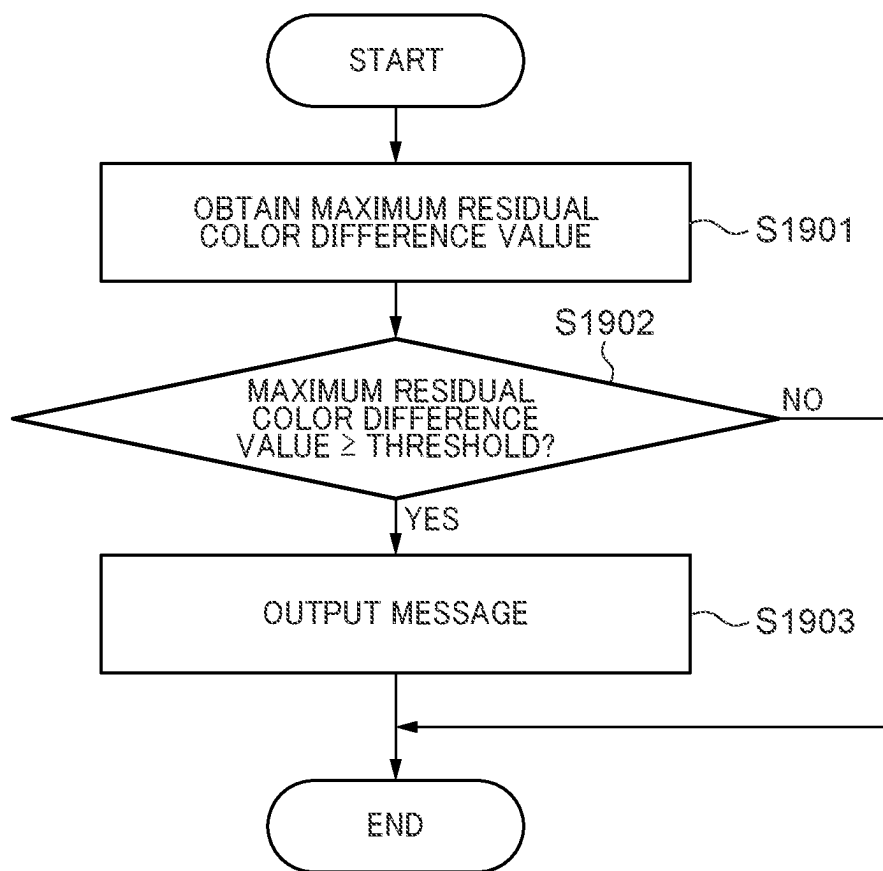 START
OBTAIN MAXIMUM RESIDUAL
COLOR DIFFERENCE VALUE
S1901
S1902
MAXIMUM RESIDUAL
COLOR DIFFERENCE
VALUE ≥ THRESHOLD?
NO
YES
OUTPUT MESSAGE
S1903
END